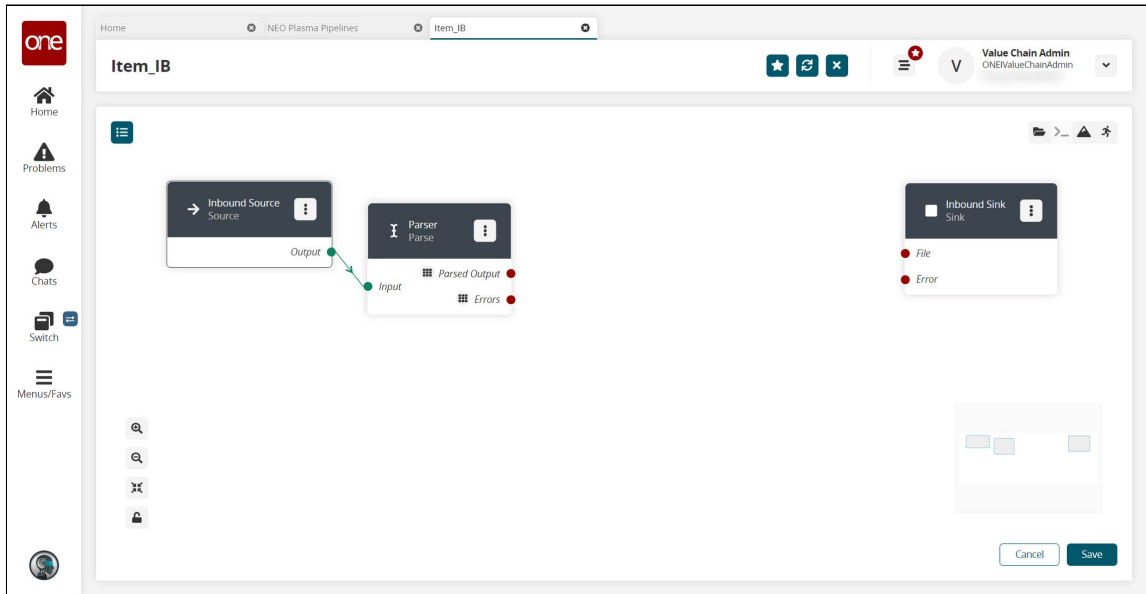 one
Home
NEO Plasma Pipelines
Item_IB
Item_IB
V
Value Chain Admin
ONEIValueChainAdmin
Home
Problems
Alerts
Chats
Switch
Menus/Favs
Inbound Source
Source
Output
Parser
Parse
Parsed Output
Input
Errors
Inbound Sink
Sink
File
Error
Cancel
Save